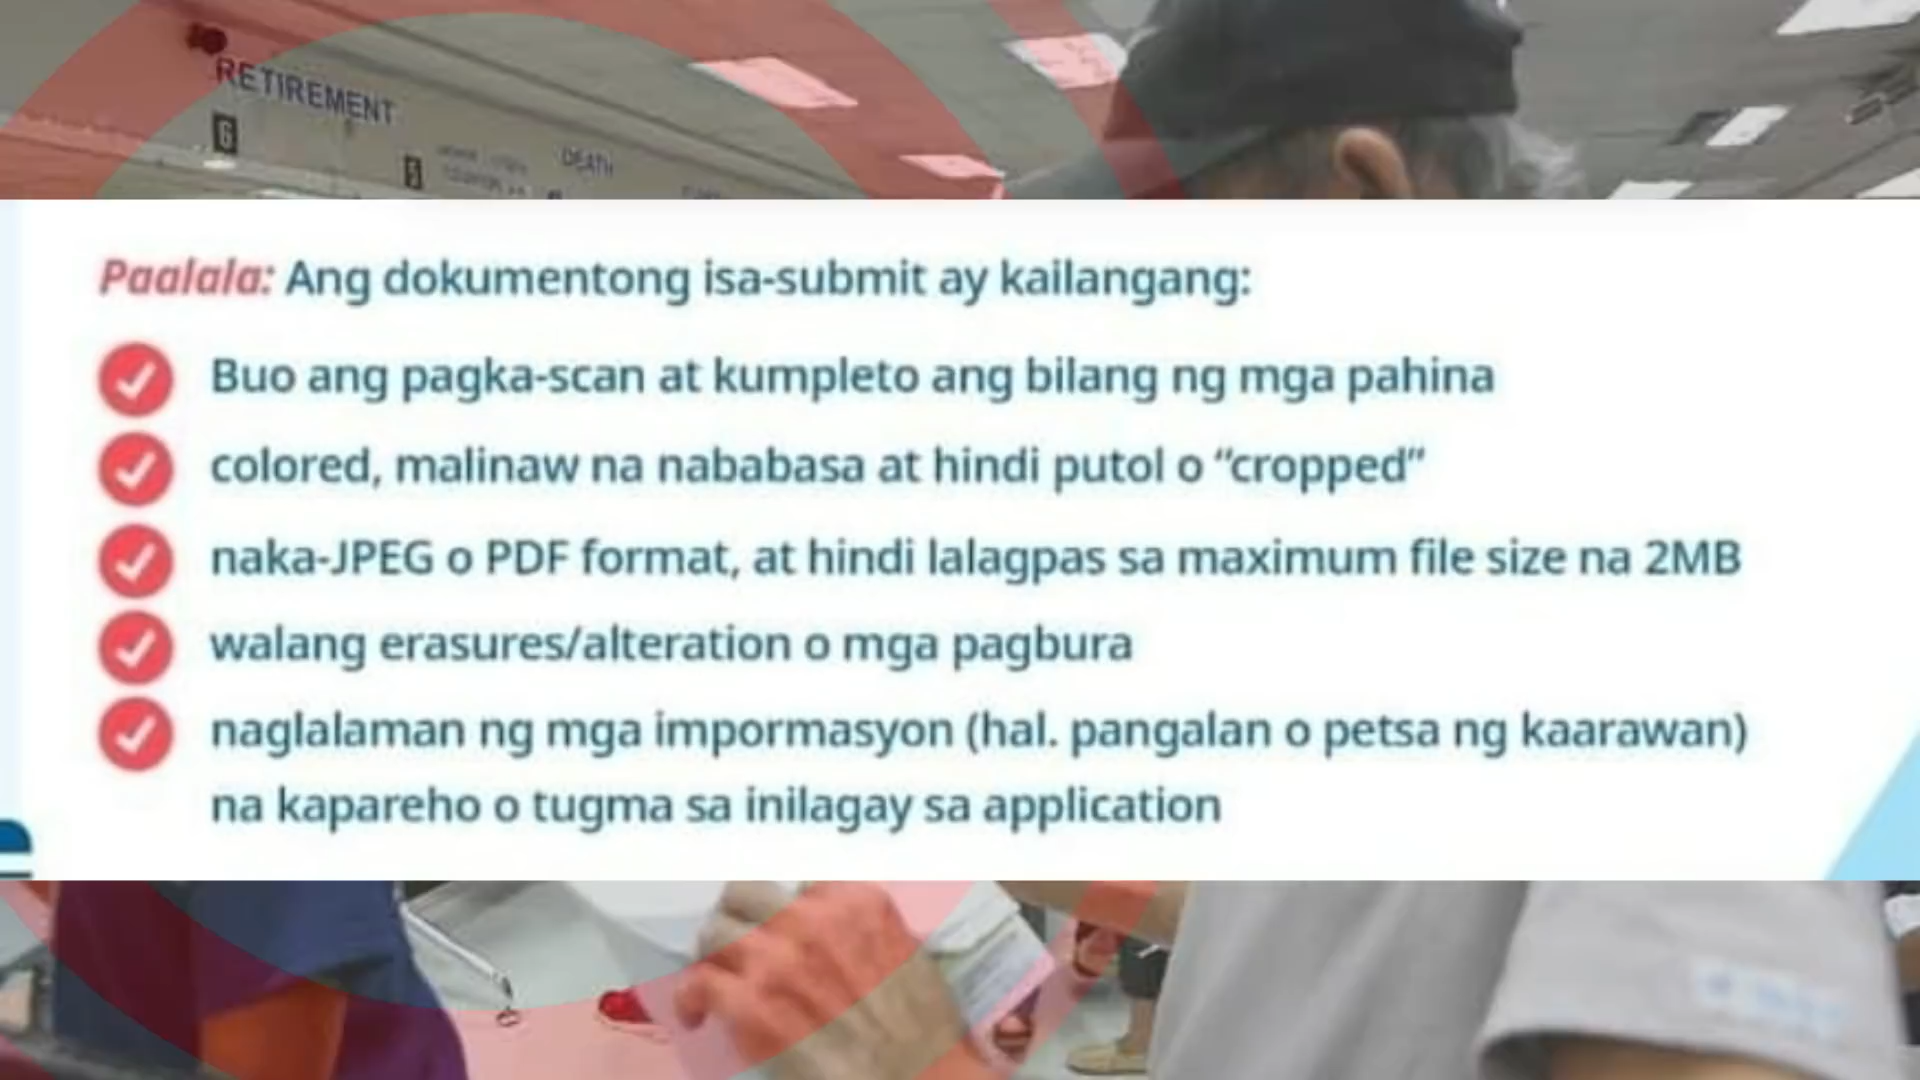 RETIREMENT
6
5
DEATH
Paalala: Ang dokumentong isa-submit ay kailangang:
Buo ang pagka-scan at kumpleto ang bilang ng mga pahina
colored, malinaw na nababasa at hindi putol o “cropped”
naka-JPEG o PDF format, at hindi lalagpas sa maximum file size na 2MB
walang erasures/alteration o mga pagbura
naglalaman ng mga impormasyon (hal. pangalan o petsa ng kaarawan)
na kapareho o tugma sa inilagay sa application